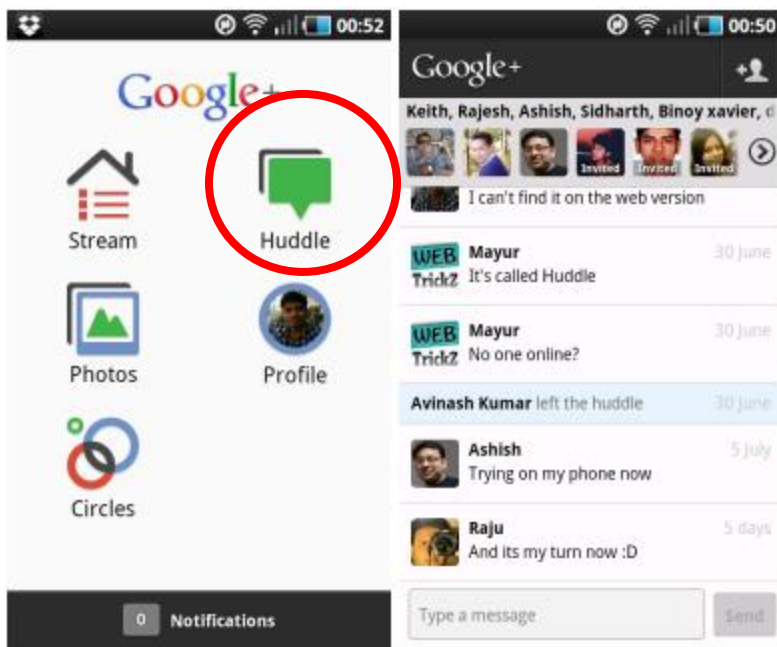 00:52
Google+
Stream
Huddle
Photos
Profile
Circles
0 Notifications
00:50
Google+
Keith, Rajesh, Ashish, Sidharth, Binoy xavier,
Invited Invited Invited
I can't find it on the web version
WEB TrickZ
Mayur 30 June
It's called Huddle
WEB TrickZ
Mayur 30 June
No one online?
Avinash Kumar left the huddle 30 June
Ashish 5 July
Trying on my phone now
Raju 5 days
And its my turn now :D
Type a message Send